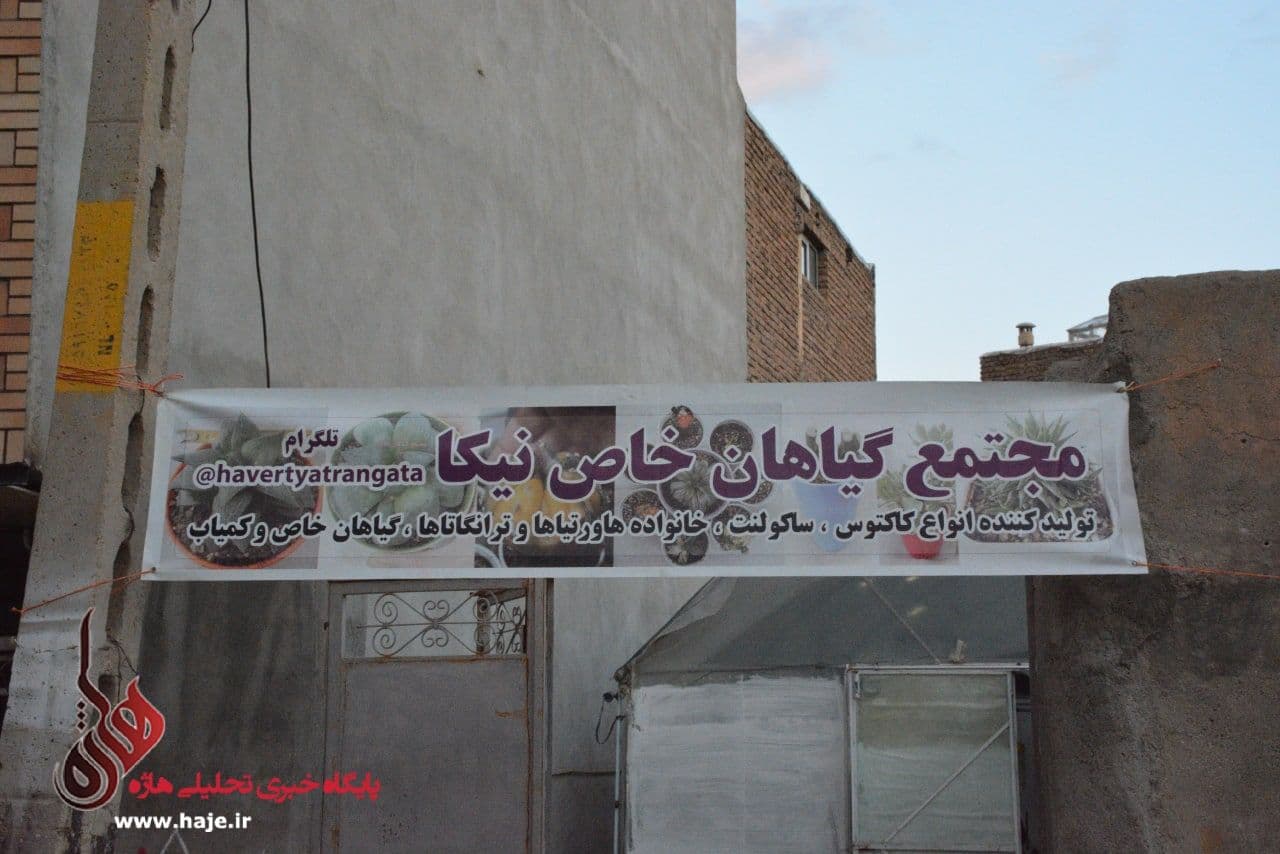 مجتمع گیاهان خاص نیکا
تلگرام
@havertyatrangata
تولید کننده انواع کاکتوس ، ساکولنت ، خانواده هاورتیاها و ترانگاتاها ، گیاهان خاص و کمیاب
هاژه
پایگاه خبری تحلیلی هاژه
www.haje.ir